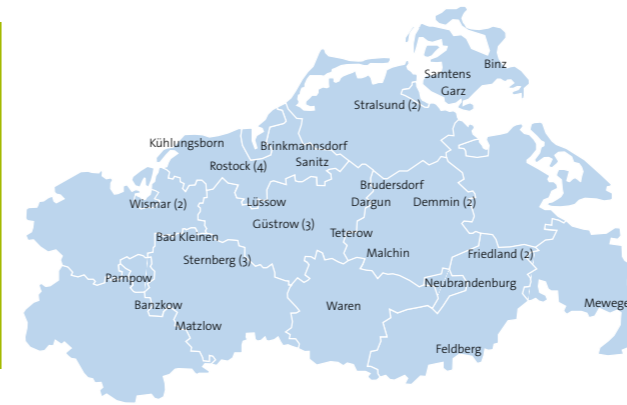 Binz
Samtens
Garz
Stralsund (2)
Kühlungsborn
Brinkmannsdorf
Sanitz
Rostock (4)
Brudersdorf
Wismar (2)
Lüssow
Dargun
Demmin (2)
Güstrow (3)
Teterow
Bad Kleinen
Malchin
Friedland (2)
Sternberg (3)
Pampow
Neubrandenburg
Banzkow
Waren
Mewege
Matzlow
Feldberg